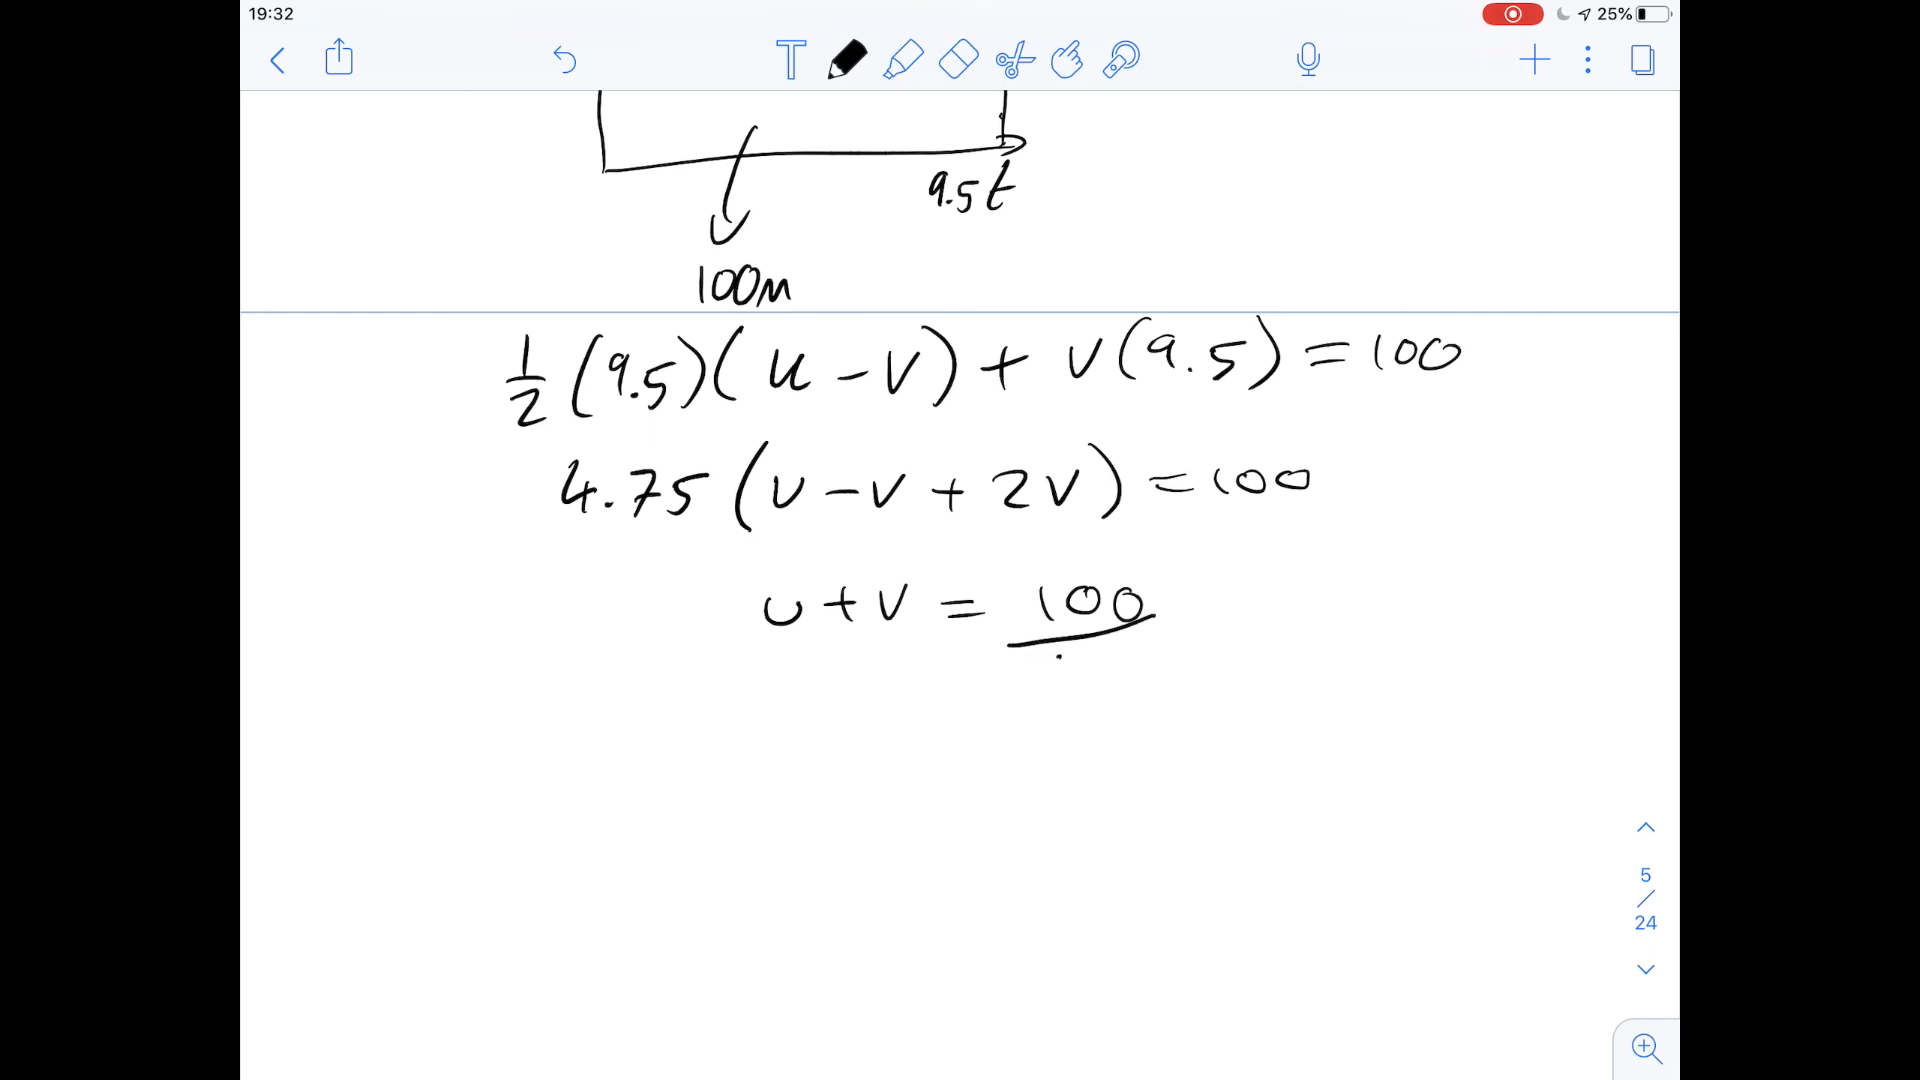 19:32
25%
T
9.5 t
100m
1/2 (9.5)(u - v) + v(9.5) = 100
4.75 (u - v + 2v) = 100
u + v = 100
5
/
24